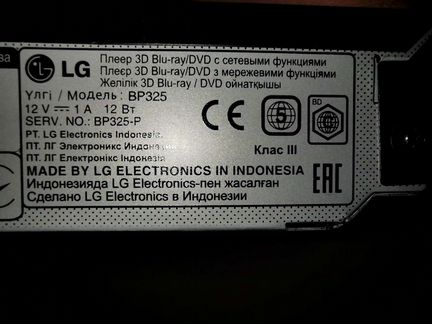 LG
Плеер 3D Blu-ray/DVD с сетевыми функциями
Плеєр 3D Blu-ray/DVD з мережевими функціями
Желілік 3D Blu-ray / DVD ойнатқышы
Үлгі / Модель: BP325
12 V 1 A 12 Вт
SERV. NO.: BP325-P
PT. LG Electronics Indonesia.
ПТ. ЛГ Электроникс Индонезия
ПТ. ЛГ Електронікс Індонезія
MADE BY LG ELECTRONICS IN INDONESIA
Индонезияда LG Electronics-пен жасалған
Сделано LG Electronics в Индонезии
CE
5
BD
Клас III
EAC